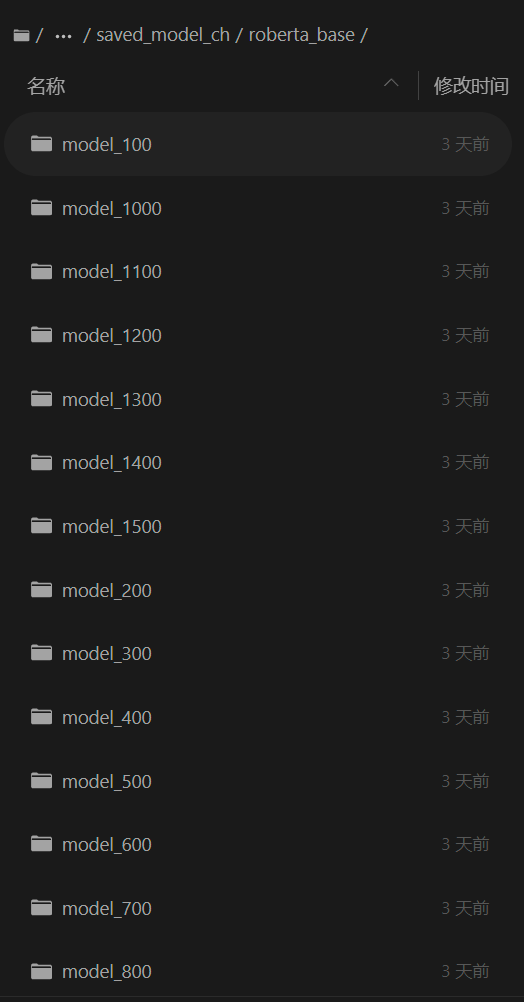 / ... / saved_model_ch / roberta_base /
名称 修改时间
model_100 3 天前
model_1000 3 天前
model_1100 3 天前
model_1200 3 天前
model_1300 3 天前
model_1400 3 天前
model_1500 3 天前
model_200 3 天前
model_300 3 天前
model_400 3 天前
model_500 3 天前
model_600 3 天前
model_700 3 天前
model_800 3 天前